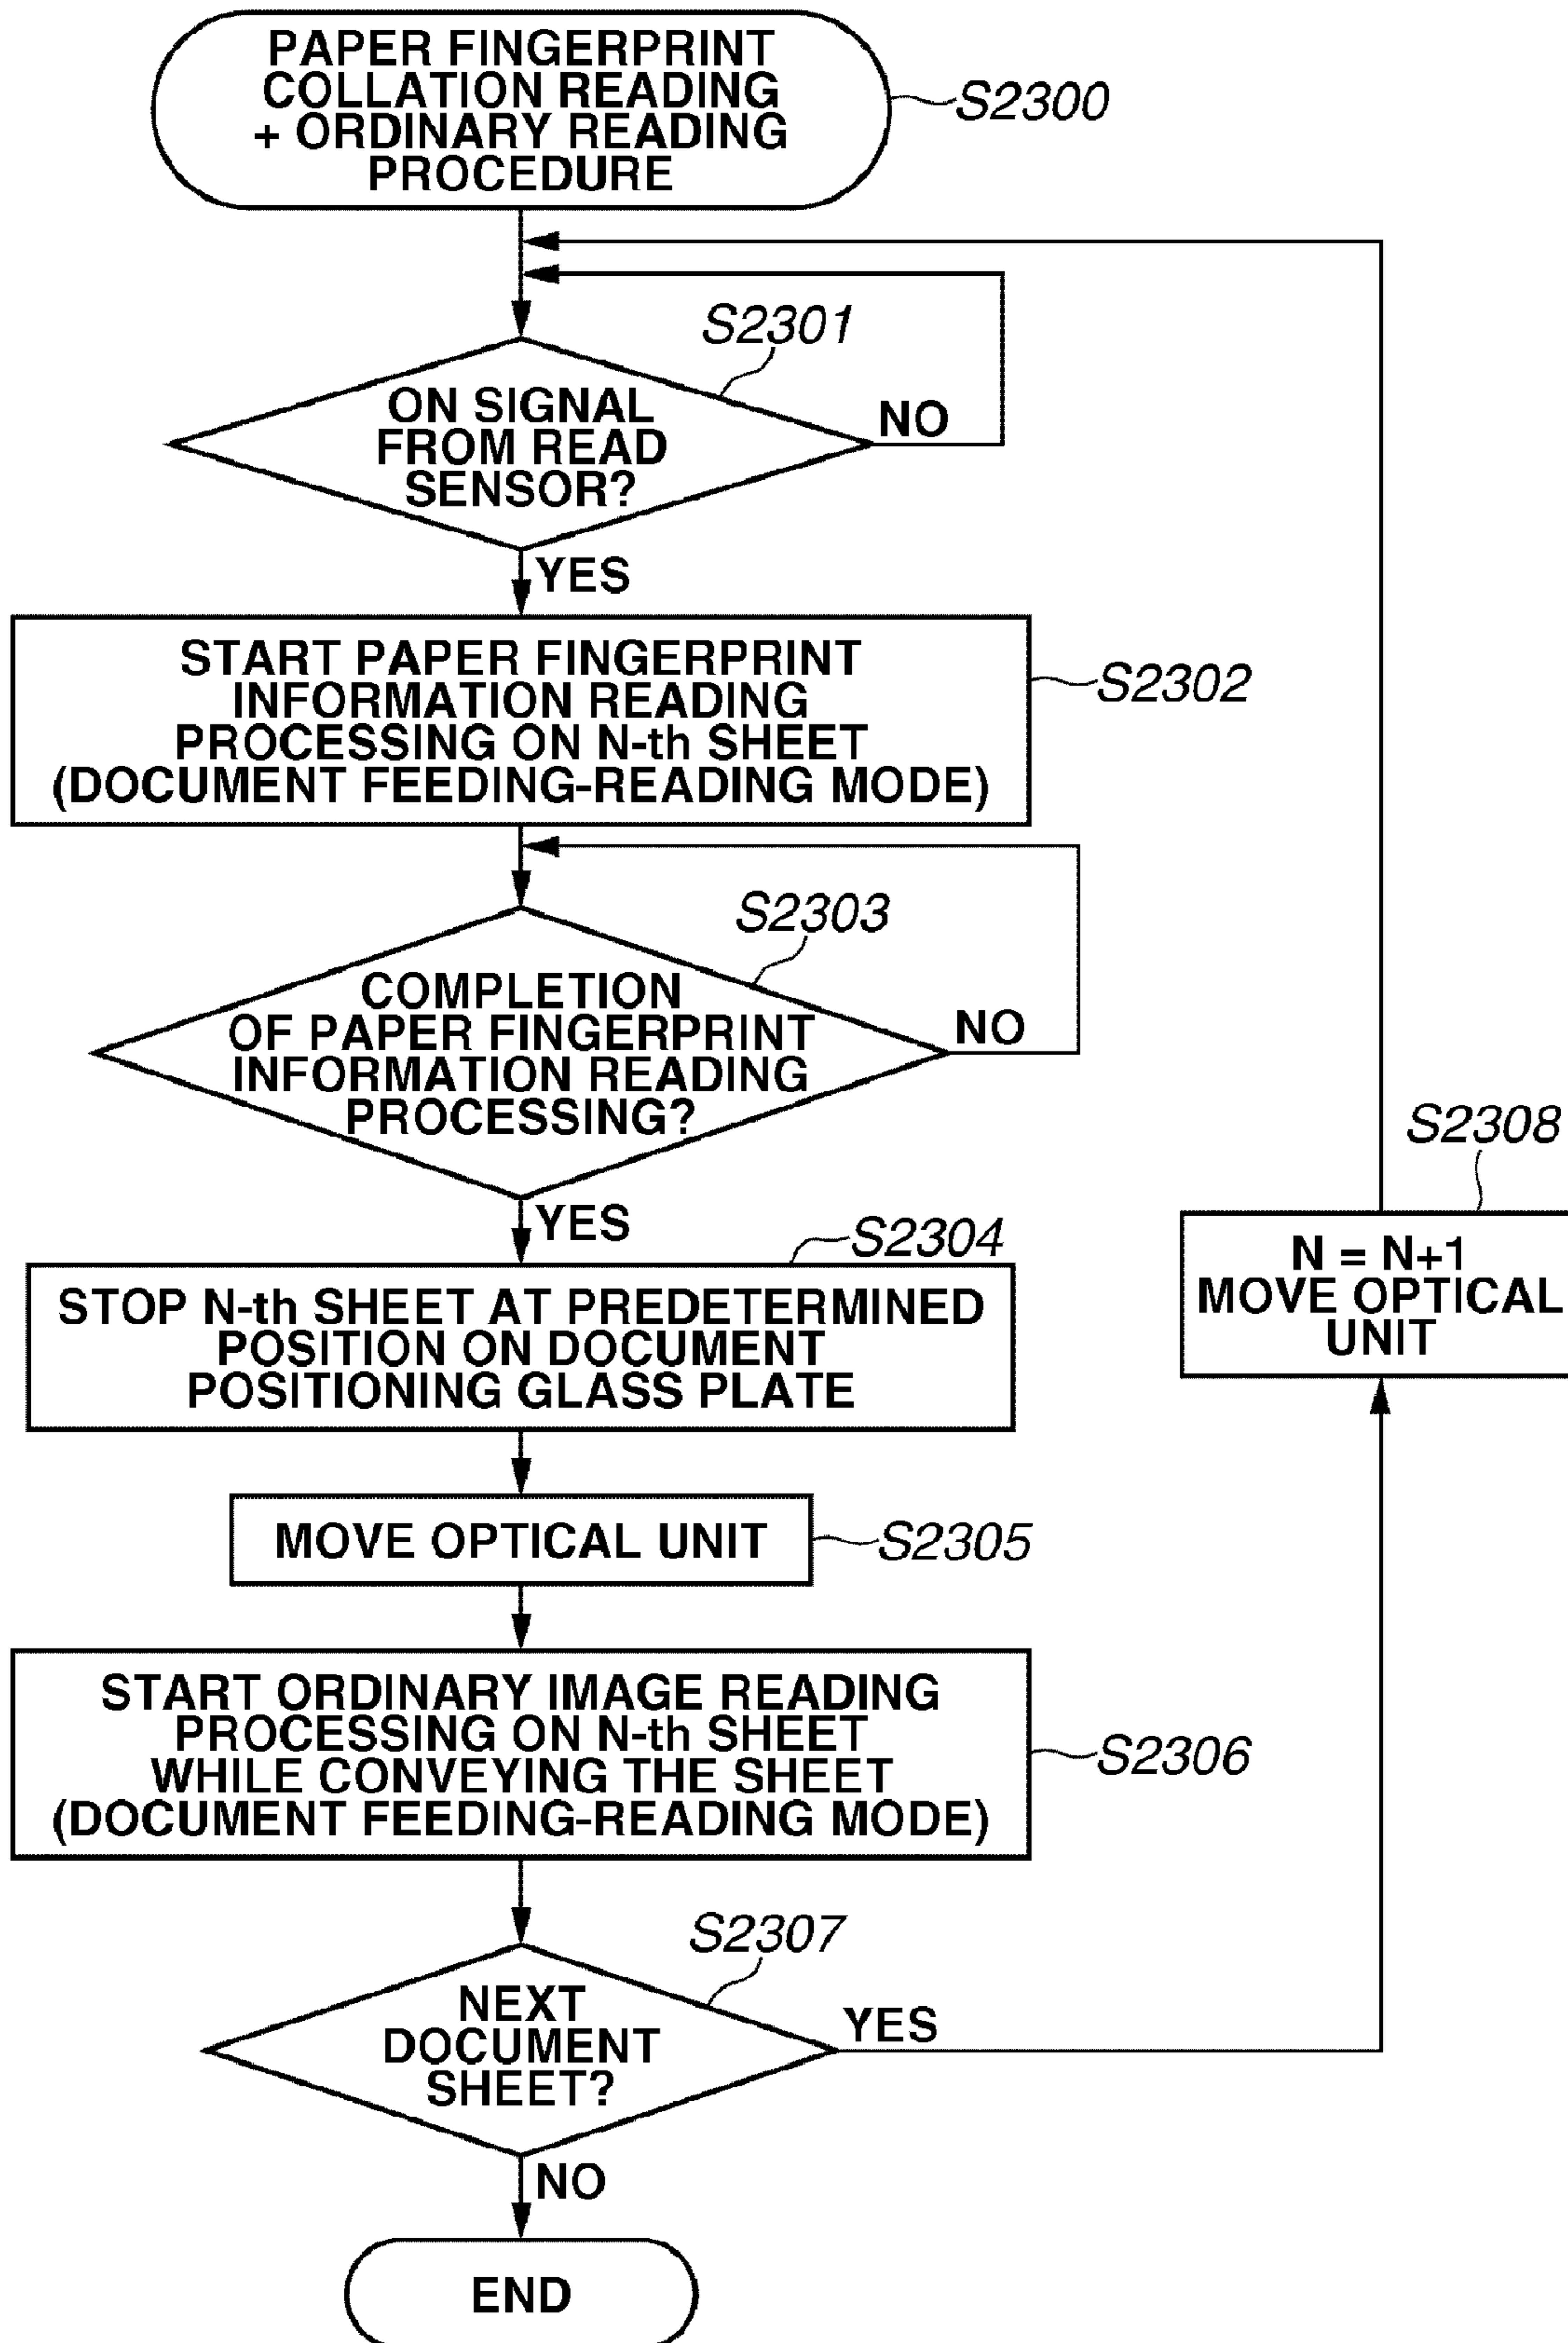 PAPER FINGERPRINT
COLLATION READING
+ ORDINARY READING
PROCEDURE
S2300
S2301
ON SIGNAL
FROM READ
SENSOR?
NO
YES
START PAPER FINGERPRINT
INFORMATION READING
PROCESSING ON N-th SHEET
(DOCUMENT FEEDING-READING MODE)
S2302
S2303
COMPLETION
OF PAPER FINGERPRINT
INFORMATION READING
PROCESSING?
NO
YES
S2304
STOP N-th SHEET AT PREDETERMINED
POSITION ON DOCUMENT
POSITIONING GLASS PLATE
S2308
N = N+1
MOVE OPTICAL
UNIT
MOVE OPTICAL UNIT
S2305
START ORDINARY IMAGE READING
PROCESSING ON N-th SHEET
WHILE CONVEYING THE SHEET
(DOCUMENT FEEDING-READING MODE)
S2306
S2307
NEXT
DOCUMENT
SHEET?
YES
NO
END